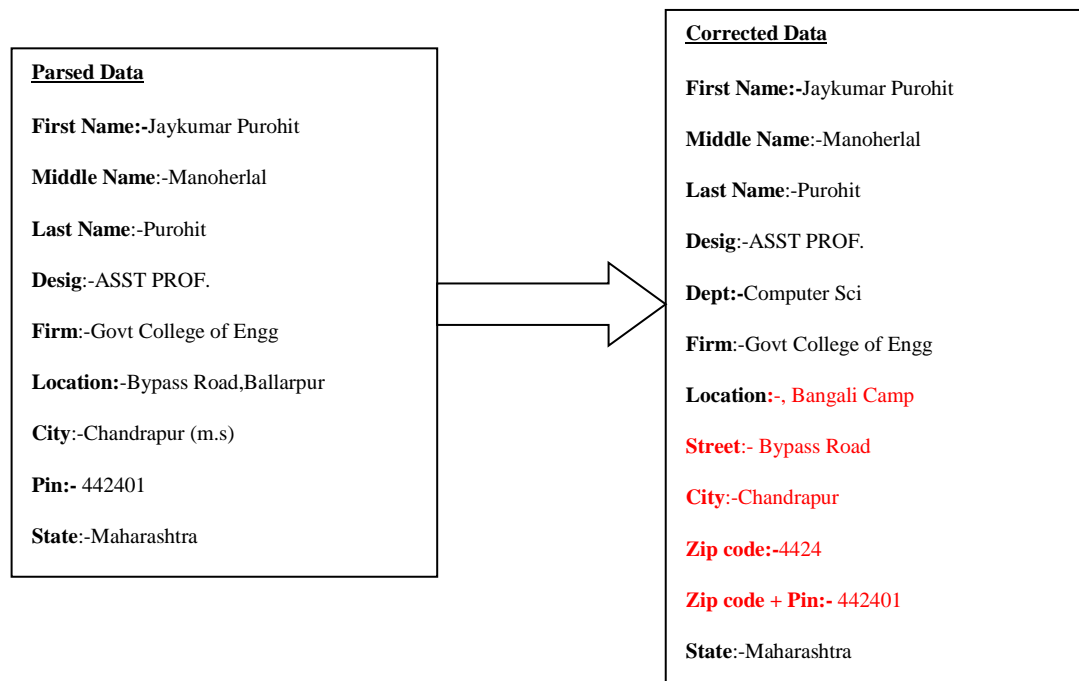 Parsed Data
First Name:-Jaykumar Purohit
Middle Name:-Manoherlal
Last Name:-Purohit
Desig:-ASST PROF.
Firm:-Govt College of Engg
Location:-Bypass Road,Ballarpur
City:-Chandrapur (m.s)
Pin:- 442401
State:-Maharashtra
Corrected Data
First Name:-Jaykumar Purohit
Middle Name:-Manoherlal
Last Name:-Purohit
Desig:-ASST PROF.
Dept:-Computer Sci
Firm:-Govt College of Engg
Location:-, Bangali Camp
Street:- Bypass Road
City:-Chandrapur
Zip code:-4424
Zip code + Pin:- 442401
State:-Maharashtra